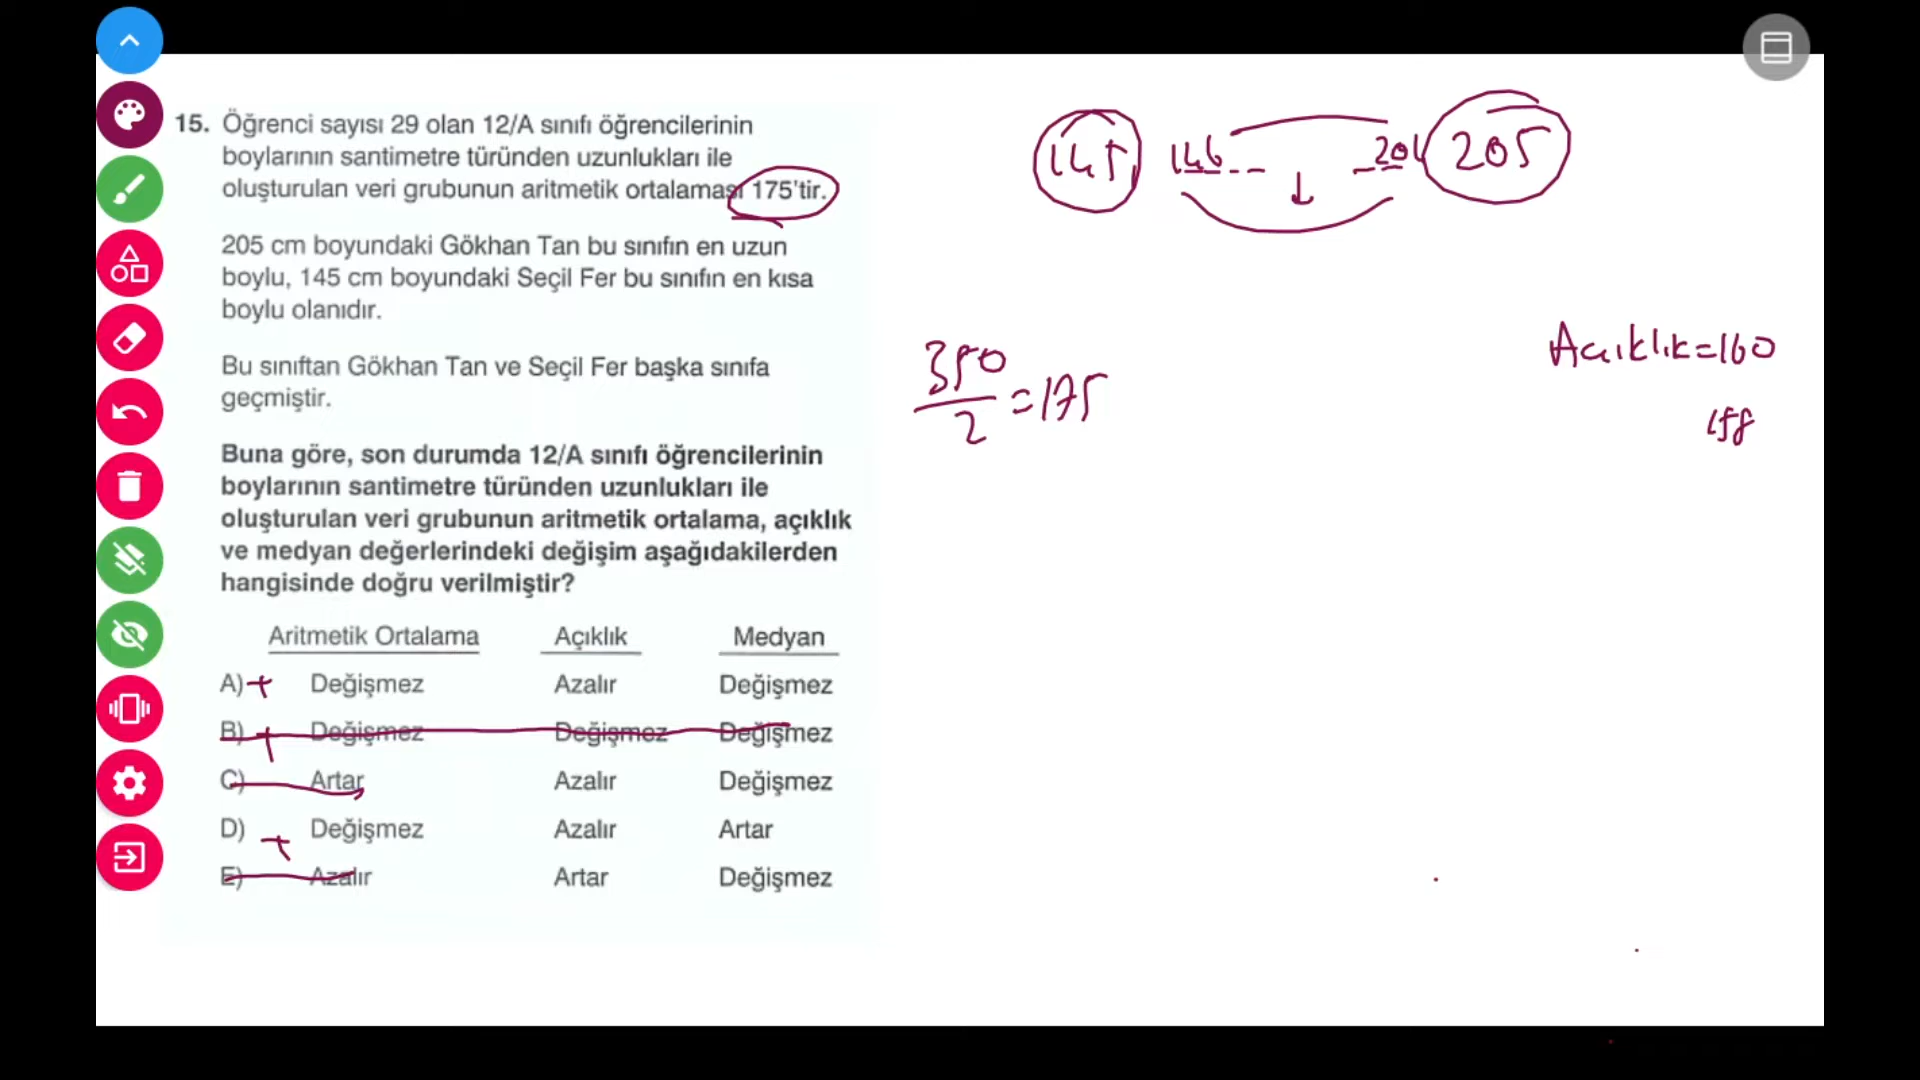 15. Öğrenci sayısı 29 olan 12/A sınıfı öğrencilerinin
boylarının santimetre türünden uzunlukları ile
oluşturulan veri grubunun aritmetik ortalaması 175'tir.
205 cm boyundaki Gökhan Tan bu sınıfın en uzun
boylu, 145 cm boyundaki Seçil Fer bu sınıfın en kısa
boylu olanıdır.
Bu sınıftan Gökhan Tan ve Seçil Fer başka sınıfa
geçmiştir.
Buna göre, son durumda 12/A sınıfı öğrencilerinin
boylarının santimetre türünden uzunlukları ile
oluşturulan veri grubunun aritmetik ortalama, açıklık
ve medyan değerlerindeki değişim aşağıdakilerden
hangisinde doğru verilmiştir?
Aritmetik Ortalama Açıklık Medyan
A) Değişmez Azalır Değişmez
B) Değişmez Değişmez Değişmez
C) Artar Azalır Değişmez
D) Değişmez Azalır Artar
E) Azalır Artar Değişmez
145 146 204 205
350
2
=175
Açıklık=160